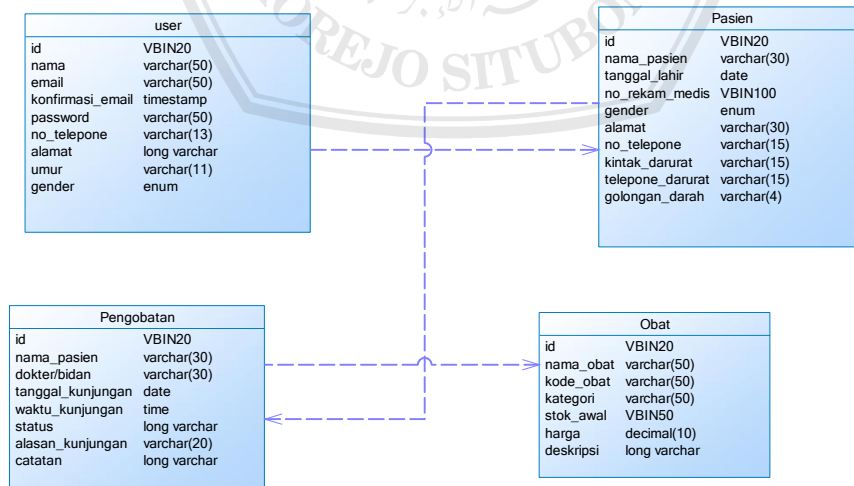 OREJO SITUBO
user
id VBIN20
nama varchar(50)
email varchar(50)
konfirmasi_email timestamp
password varchar(50)
no_telepone varchar(13)
alamat long varchar
umur varchar(11)
gender enum
Pasien
id VBIN20
nama_pasien varchar(30)
tanggal_lahir date
no_rekam_medis VBIN100
gender enum
alamat varchar(30)
no_telepone varchar(15)
kintak_darurat varchar(15)
telepone_darurat varchar(15)
golongan_darah varchar(4)
Pengobatan
id VBIN20
nama_pasien varchar(30)
dokter/bidan varchar(30)
tanggal_kunjungan date
waktu_kunjungan time
status long varchar
alasan_kunjungan varchar(20)
catatan long varchar
Obat
id VBIN20
nama_obat varchar(50)
kode_obat varchar(50)
kategori varchar(50)
stok_awal VBIN50
harga decimal(10)
deskripsi long varchar